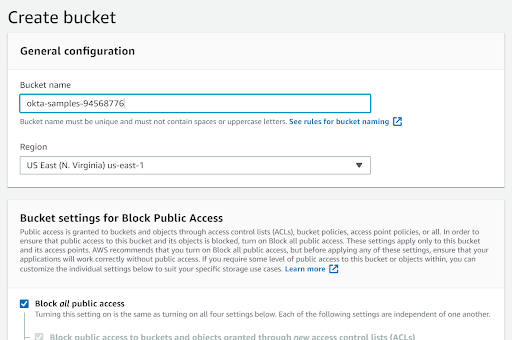 Create bucket
General configuration
Bucket name
okta-samples-94568776
Bucket name must be unique and must not contain spaces or uppercase letters. See rules for bucket naming
Region
US East (N. Virginia) us-east-1
Bucket settings for Block Public Access
Public access is granted to buckets and objects through access control lists (ACLs), bucket policies, access point policies, or all. In order to
ensure that public access to this bucket and its objects is blocked, turn on Block all public access. These settings apply only to this bucket
and its access points. AWS recommends that you turn on Block all public access, but before applying any of these settings, ensure that your
applications will work correctly without public access. If you require some level of public access to this bucket or objects within, you can
customize the individual settings below to suit your specific storage use cases. Learn more
Block all public access
Turning this setting on is the same as turning on all four settings below. Each of the following settings are independent of one another.
Block public access to buckets and objects granted through new access control lists (ACLs)